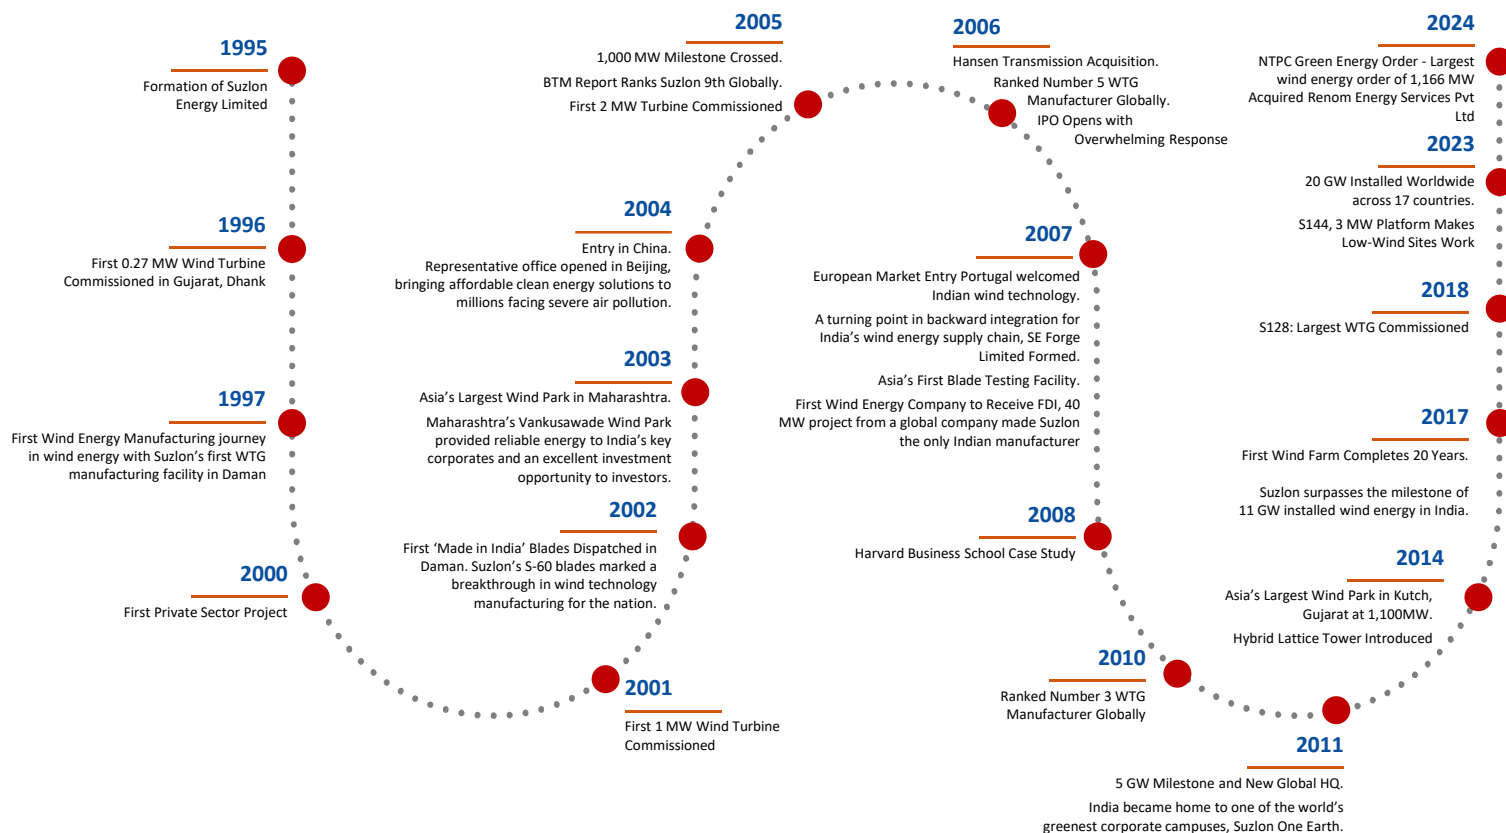 1995
Formation of Suzlon
Energy Limited
1996
First 0.27 MW Wind Turbine
Commissioned in Gujarat, Dhank
1997
First Wind Energy Manufacturing journey
in wind energy with Suzlon's first WTG
manufacturing facility in Daman
2000
First Private Sector Project
2001
First 1 MW Wind Turbine
Commissioned
2002
First ‘Made in India’ Blades Dispatched in
Daman. Suzlon's S-60 blades marked a
breakthrough in wind technology
manufacturing for the nation.
2003
Asia's Largest Wind Park in Maharashtra.
Maharashtra's Vankusawade Wind Park
provided reliable energy to India's key
corporates and an excellent investment
opportunity to investors.
2004
Entry in China.
Representative office opened in Beijing,
bringing affordable clean energy solutions to
millions facing severe air pollution.
2005
1,000 MW Milestone Crossed.
BTM Report Ranks Suzlon 9th Globally.
First 2 MW Turbine Commissioned
2006
Hansen Transmission Acquisition.
Ranked Number 5 WTG
Manufacturer Globally.
IPO Opens with
Overwhelming Response
2007
European Market Entry Portugal welcomed
Indian wind technology.
A turning point in backward integration for
India's wind energy supply chain, SE Forge
Limited Formed.
Asia's First Blade Testing Facility.
First Wind Energy Company to Receive FDI, 40
MW project from a global company made Suzlon
the only Indian manufacturer
2008
Harvard Business School Case Study
2010
Ranked Number 3 WTG
Manufacturer Globally
2011
5 GW Milestone and New Global HQ.
India became home to one of the world's
greenest corporate campuses, Suzlon One Earth.
2014
Asia's Largest Wind Park in Kutch,
Gujarat at 1,100MW.
Hybrid Lattice Tower Introduced
2017
First Wind Farm Completes 20 Years.
Suzlon surpasses the milestone of
11 GW installed wind energy in India.
2018
S128: Largest WTG Commissioned
2023
20 GW Installed Worldwide
across 17 countries.
S144, 3 MW Platform Makes
Low-Wind Sites Work
2024
NTPC Green Energy Order - Largest
wind energy order of 1,166 MW
Acquired Renom Energy Services Pvt
Ltd